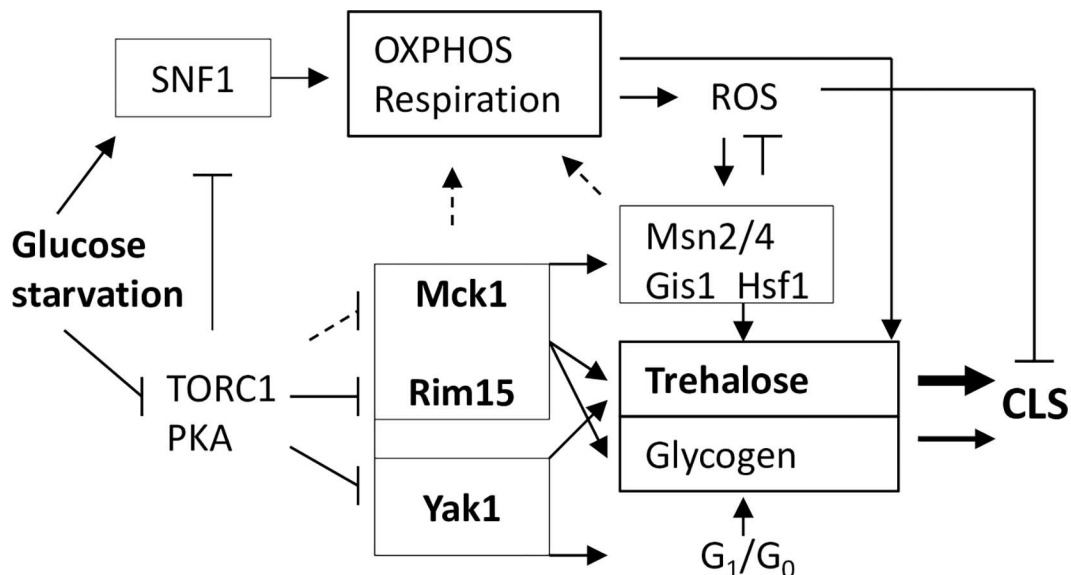 SNF1
OXPHOS
Respiration
ROS
Glucose
starvation
Msn2/4
Gis1 Hsf1
Mck1
Rim15
TORC1
PKA
Trehalose
Glycogen
CLS
Yak1
G₁/G₀